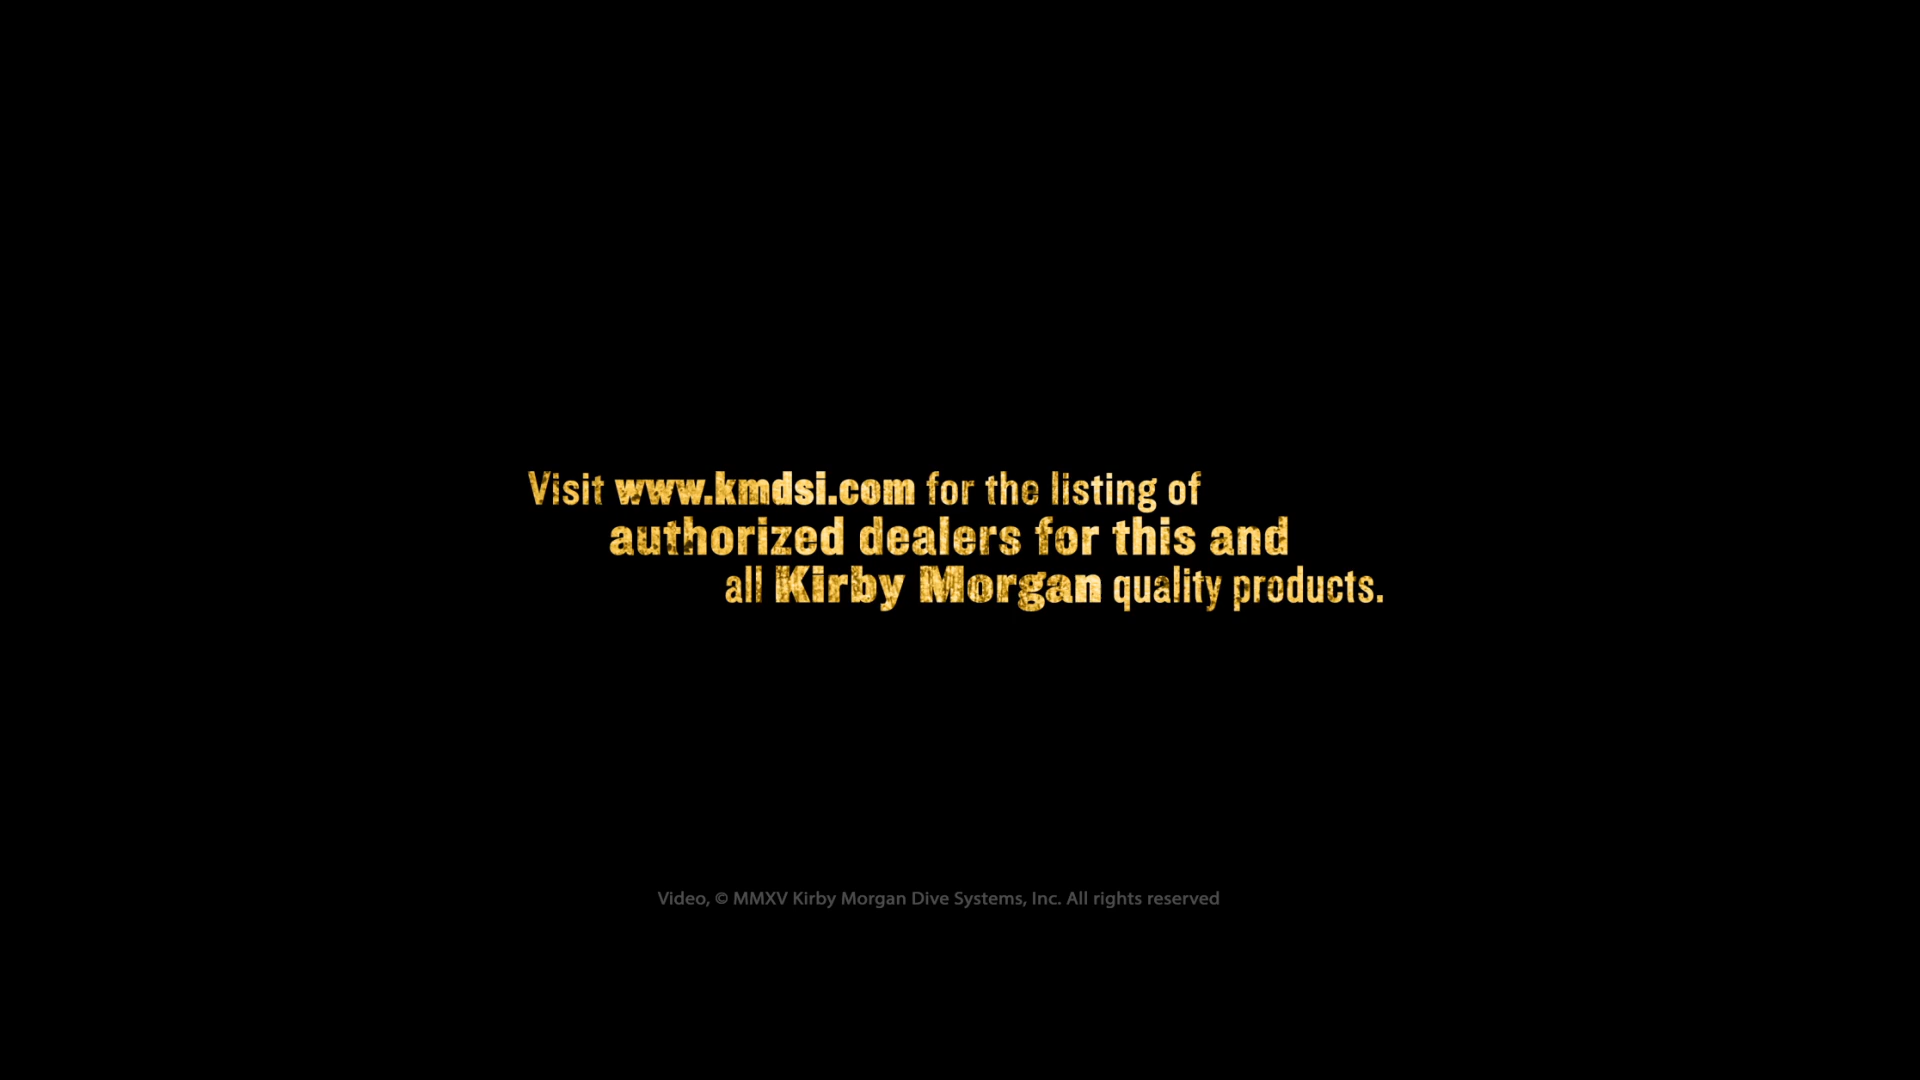 Visit www.kmdsi.com for the listing of
authorized dealers for this and
all Kirby Morgan quality products.
Video, © MMXV Kirby Morgan Dive Systems, Inc. All rights reserved